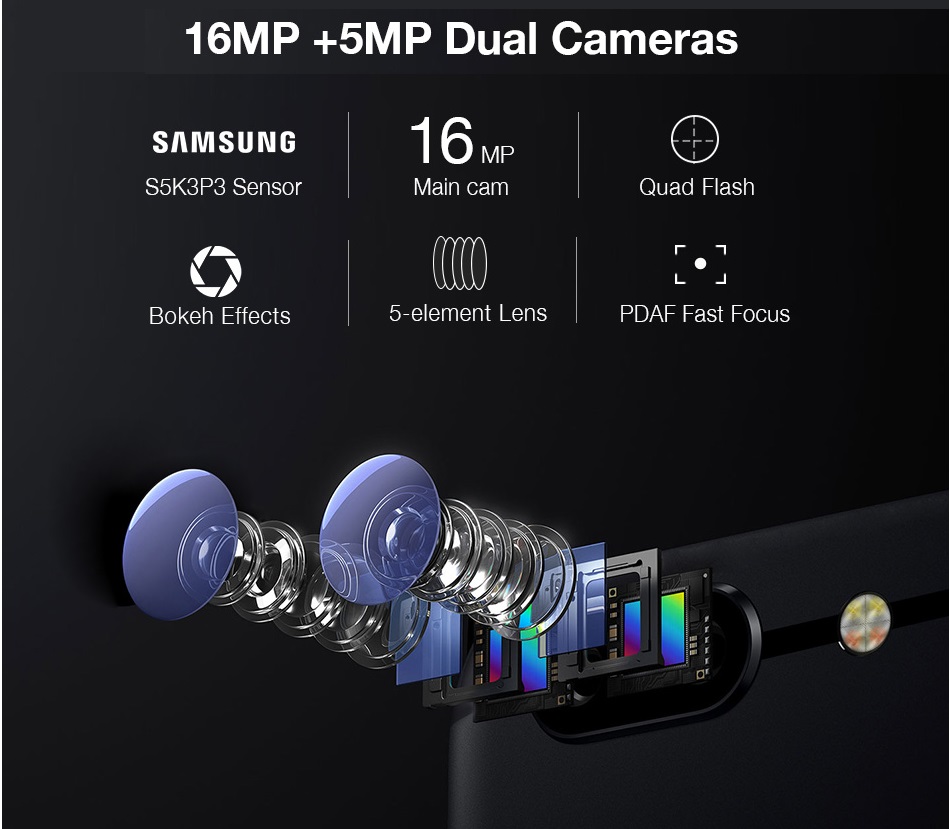 16MP +5MP Dual Cameras
SAMSUNG
S5K3P3 Sensor
16 MP
Main cam
Quad Flash
Bokeh Effects
5-element Lens
PDAF Fast Focus